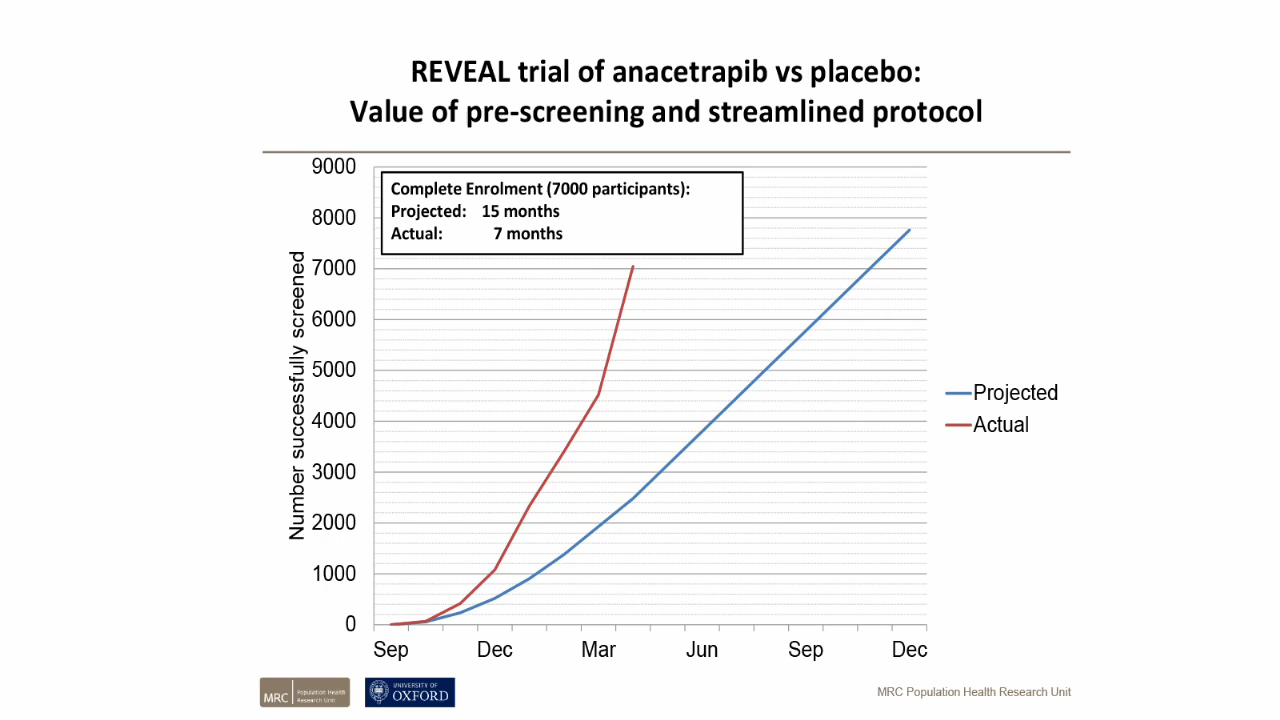 REVEAL trial of anacetrapib vs placebo:
Value of pre-screening and streamlined protocol
Complete Enrolment (7000 participants):
Projected: 15 months
Actual: 7 months
Number successfully screened
9000
8000
7000
6000
5000
4000
3000
2000
1000
0
Sep
Dec
Mar
Jun
Sep
Dec
Projected
Actual
MRC
Population Health
Research Unit
UNIVERSITY OF
OXFORD
MRC Population Health Research Unit